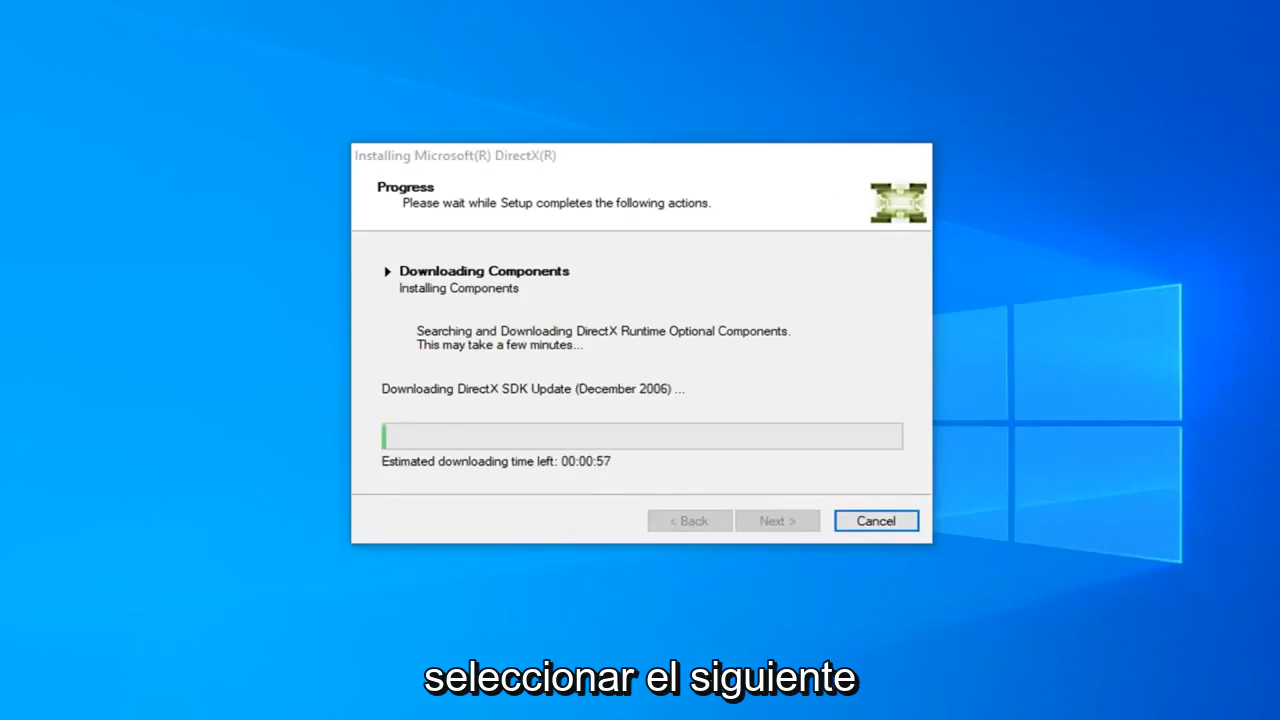 Installing Microsoft(R) DirectX(R)
Progress
Please wait while Setup completes the following actions.
Downloading Components
Installing Components
Searching and Downloading DirectX Runtime Optional Components.
This may take a few minutes...
Downloading DirectX SDK Update (December 2006) ...
Estimated downloading time left: 00:00:57
< Back Next > Cancel
seleccionar el siguiente